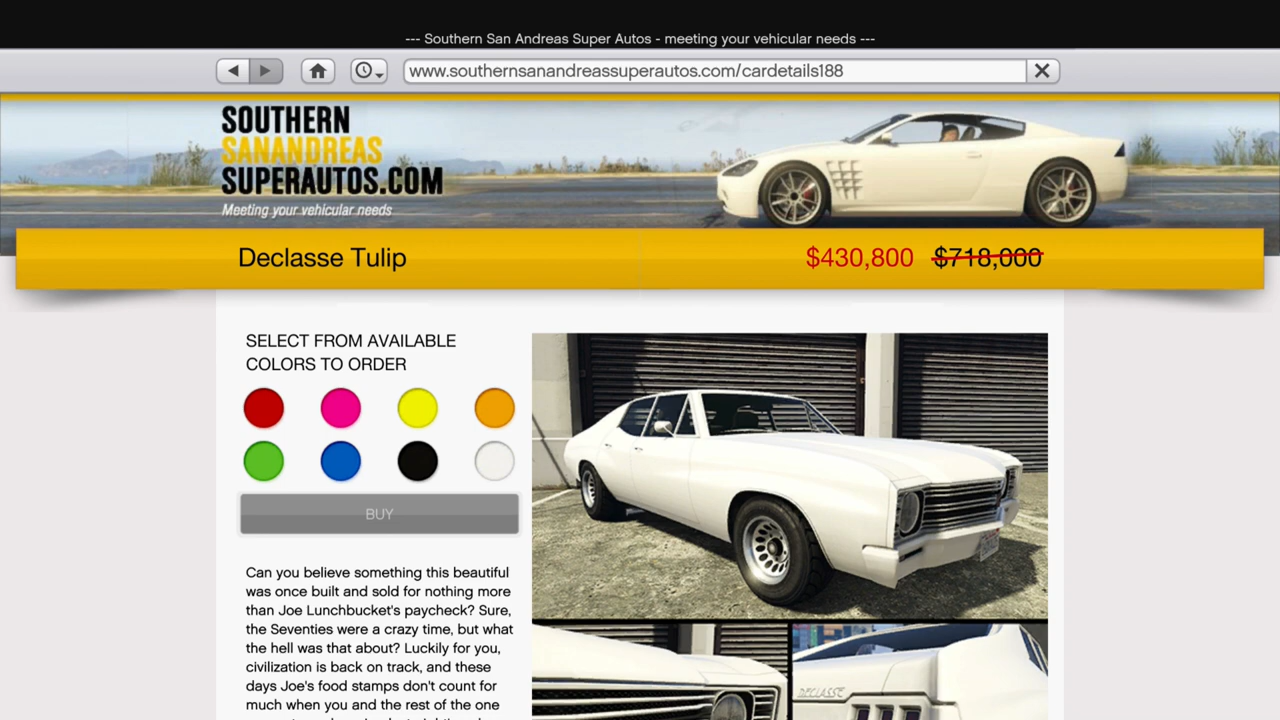 --- Southern San Andreas Super Autos - meeting your vehicular needs ---
www.southernsanandreassuperautos.com/cardetails188
SOUTHERN
SANANDREAS
SUPERAUTOS.COM
Meeting your vehicular needs
Declasse Tulip $430,800 $718,000
SELECT FROM AVAILABLE
COLORS TO ORDER
BUY
Can you believe something this beautiful
was once built and sold for nothing more
than Joe Lunchbucket's paycheck? Sure,
the Seventies were a crazy time, but what
the hell was that about? Luckily for you,
civilization is back on track, and these
days Joe's food stamps don't count for
much when you and the rest of the one
DECLASSE